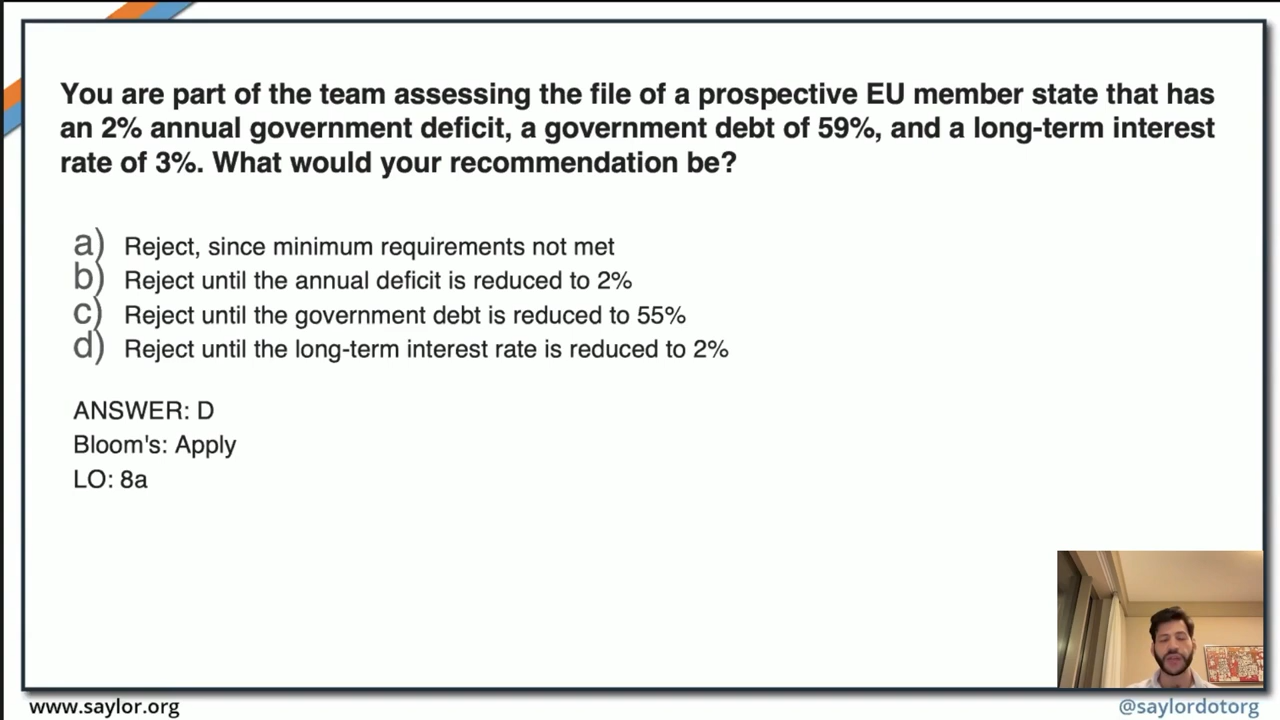 You are part of the team assessing the file of a prospective EU member state that has
an 2% annual government deficit, a government debt of 59%, and a long-term interest
rate of 3%. What would your recommendation be?
a) Reject, since minimum requirements not met
b) Reject until the annual deficit is reduced to 2%
c) Reject until the government debt is reduced to 55%
d) Reject until the long-term interest rate is reduced to 2%
ANSWER: D
Bloom's: Apply
LO: 8a
www.saylor.org
@saylordotorg